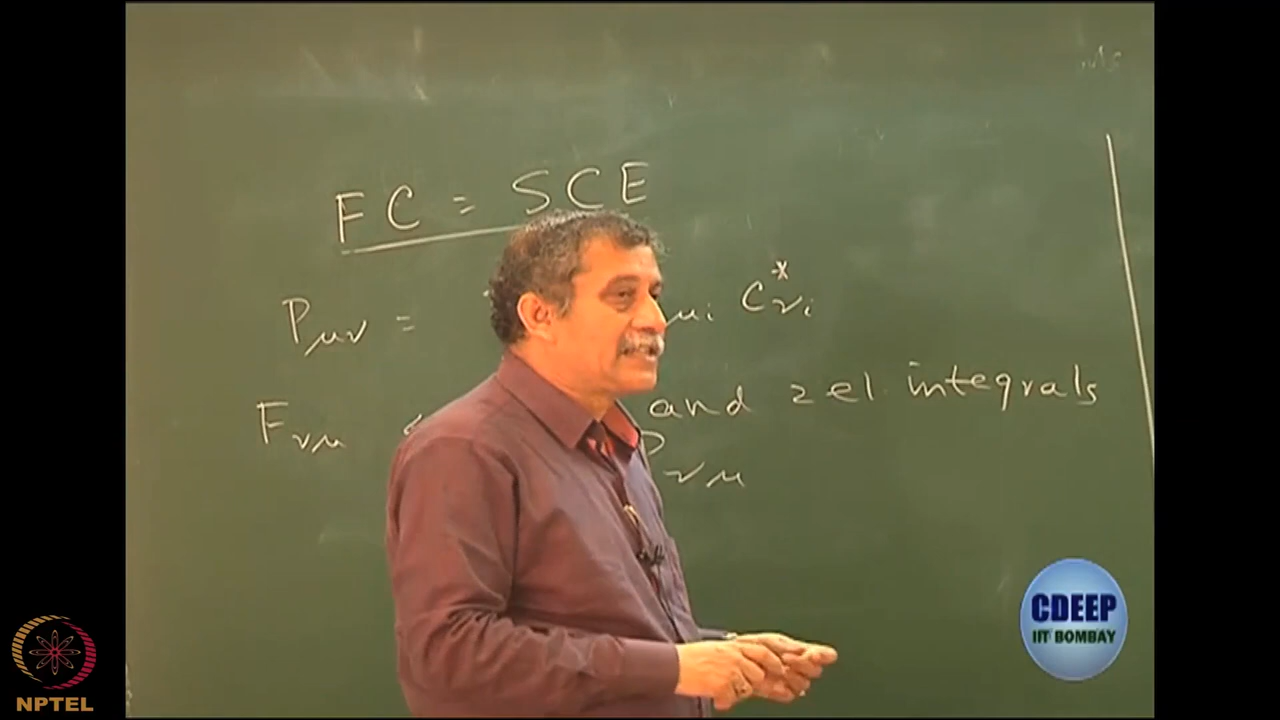 FC = SCE
Pμν = μi C*νi
Fνμ and 2el. integrals
Pνμ
CDEEP
IIT BOMBAY
NPTEL